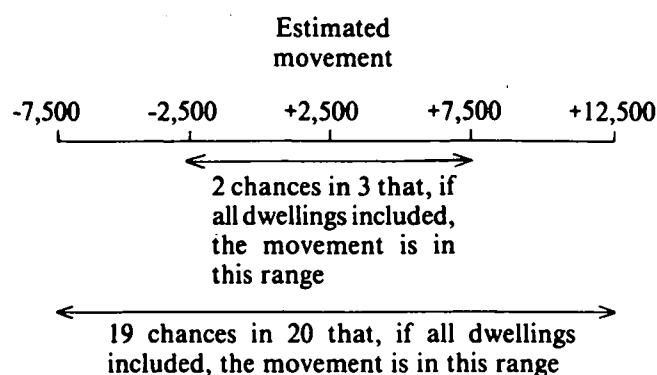 Estimated
movement
-7,500 -2,500 +2,500 +7,500 +12,500
2 chances in 3 that, if
all dwellings included,
the movement is in
this range
19 chances in 20 that, if all dwellings
included, the movement is in this range